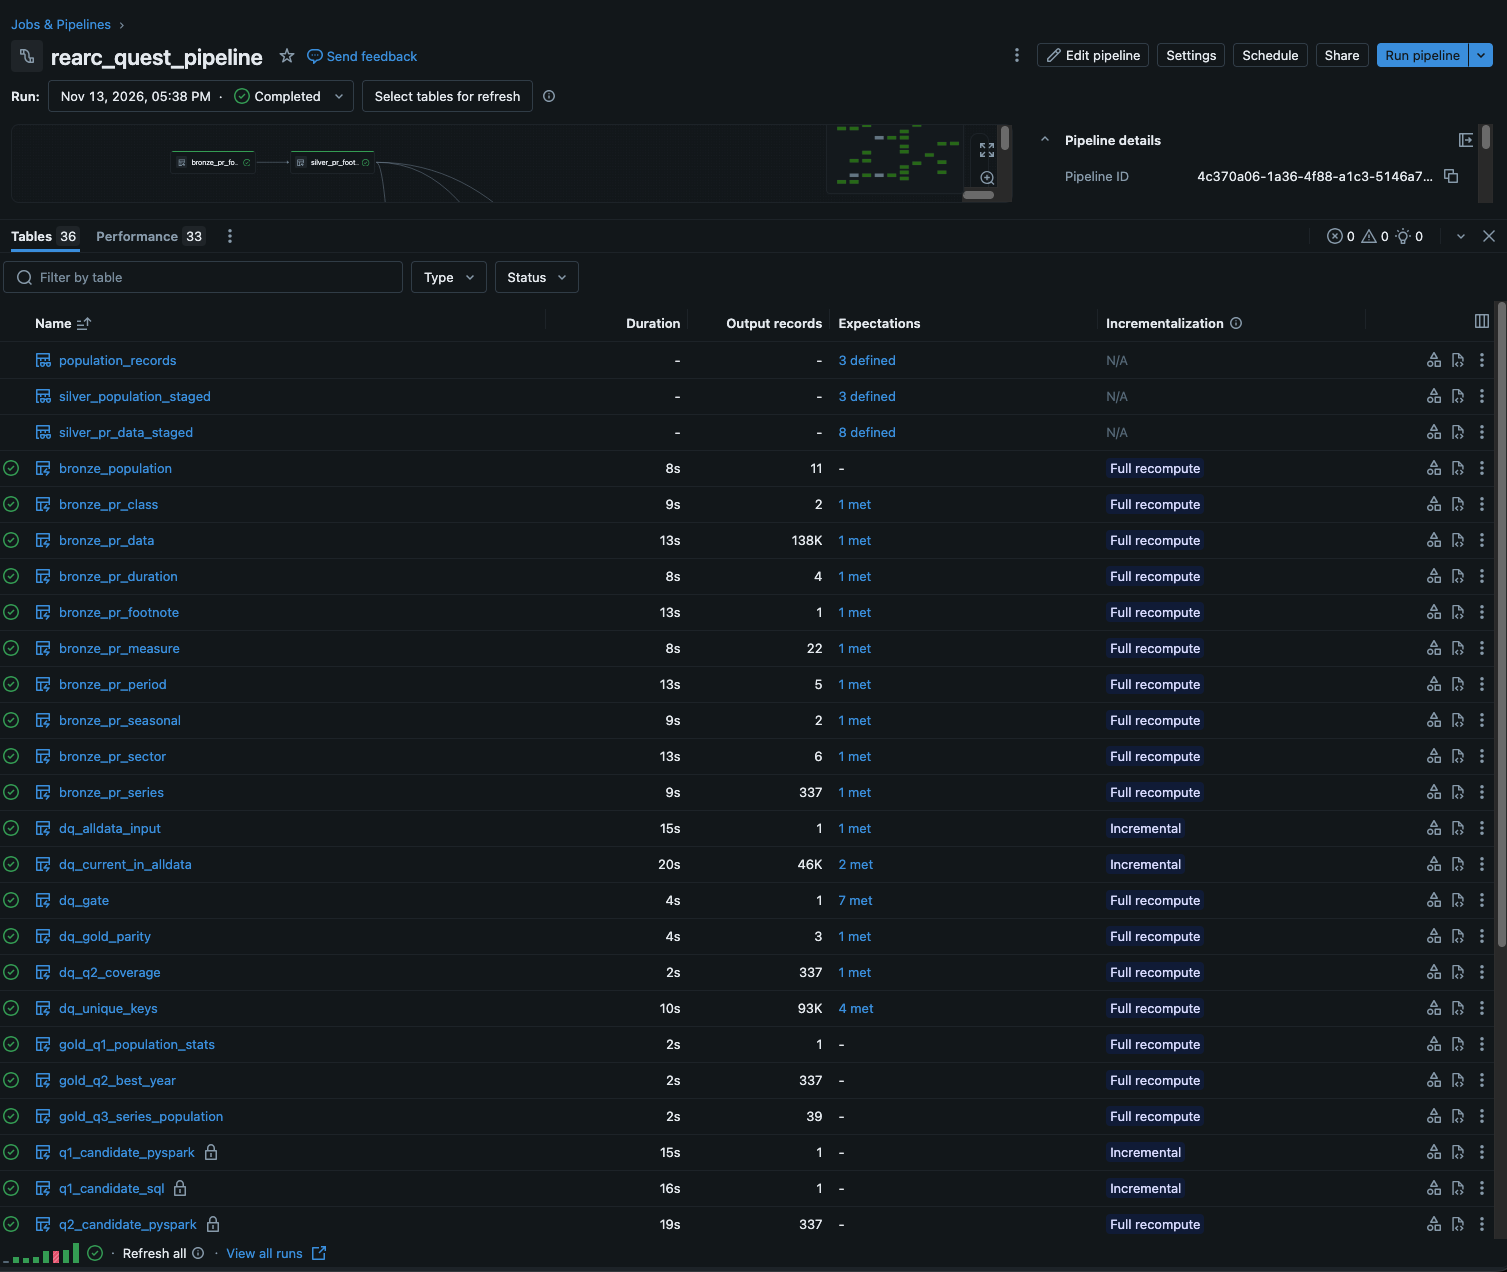 Jobs & Pipelines ›
rearc_quest_pipeline Send feedback Edit pipeline Settings Schedule Share Run pipeline
Run: Nov 13, 2026, 05:38 PM · Completed Select tables for refresh
bronze_pr_fo.. silver_pr_foot..
Pipeline details
Pipeline ID 4c370a06-1a36-4f88-a1c3-5146a7...
Tables 36 Performance 33 0 0 0
Filter by table Type Status
Name Duration Output records Expectations Incrementalization
population_records - - 3 defined N/A
silver_population_staged - - 3 defined N/A
silver_pr_data_staged - - 8 defined N/A
bronze_population 8s 11 - Full recompute
bronze_pr_class 9s 2 1 met Full recompute
bronze_pr_data 13s 138K 1 met Full recompute
bronze_pr_duration 8s 4 1 met Full recompute
bronze_pr_footnote 13s 1 1 met Full recompute
bronze_pr_measure 8s 22 1 met Full recompute
bronze_pr_period 13s 5 1 met Full recompute
bronze_pr_seasonal 9s 2 1 met Full recompute
bronze_pr_sector 13s 6 1 met Full recompute
bronze_pr_series 9s 337 1 met Full recompute
dq_alldata_input 15s 1 1 met Incremental
dq_current_in_alldata 20s 46K 2 met Incremental
dq_gate 4s 1 7 met Full recompute
dq_gold_parity 4s 3 1 met Full recompute
dq_q2_coverage 2s 337 1 met Full recompute
dq_unique_keys 10s 93K 4 met Full recompute
gold_q1_population_stats 2s 1 - Full recompute
gold_q2_best_year 2s 337 - Full recompute
gold_q3_series_population 2s 39 - Full recompute
q1_candidate_pyspark 15s 1 - Incremental
q1_candidate_sql 16s 1 - Incremental
q2_candidate_pyspark 19s 337 - Full recompute
· Refresh all · View all runs